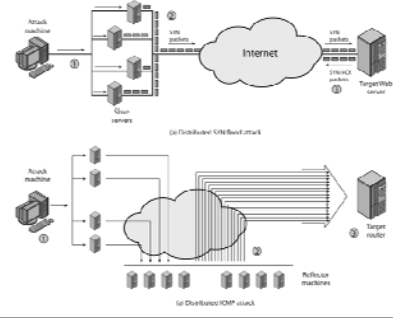 Attack
machine
①
②
SYN
packets
Internet
SYN
packets
SYN/ACK
packets
③
Target Web
server
Slave
servers
(a) Distributed SYN flood attack
Attack
machine
①
②
③
Target
router
Reflector
machines
(a) Distributed ICMP attack